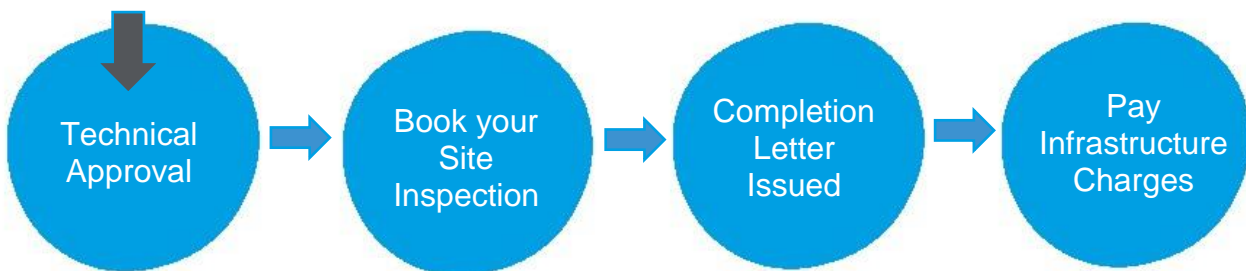 Technical
Approval
Book your
Site
Inspection
Completion
Letter
Issued
Pay
Infrastructure
Charges